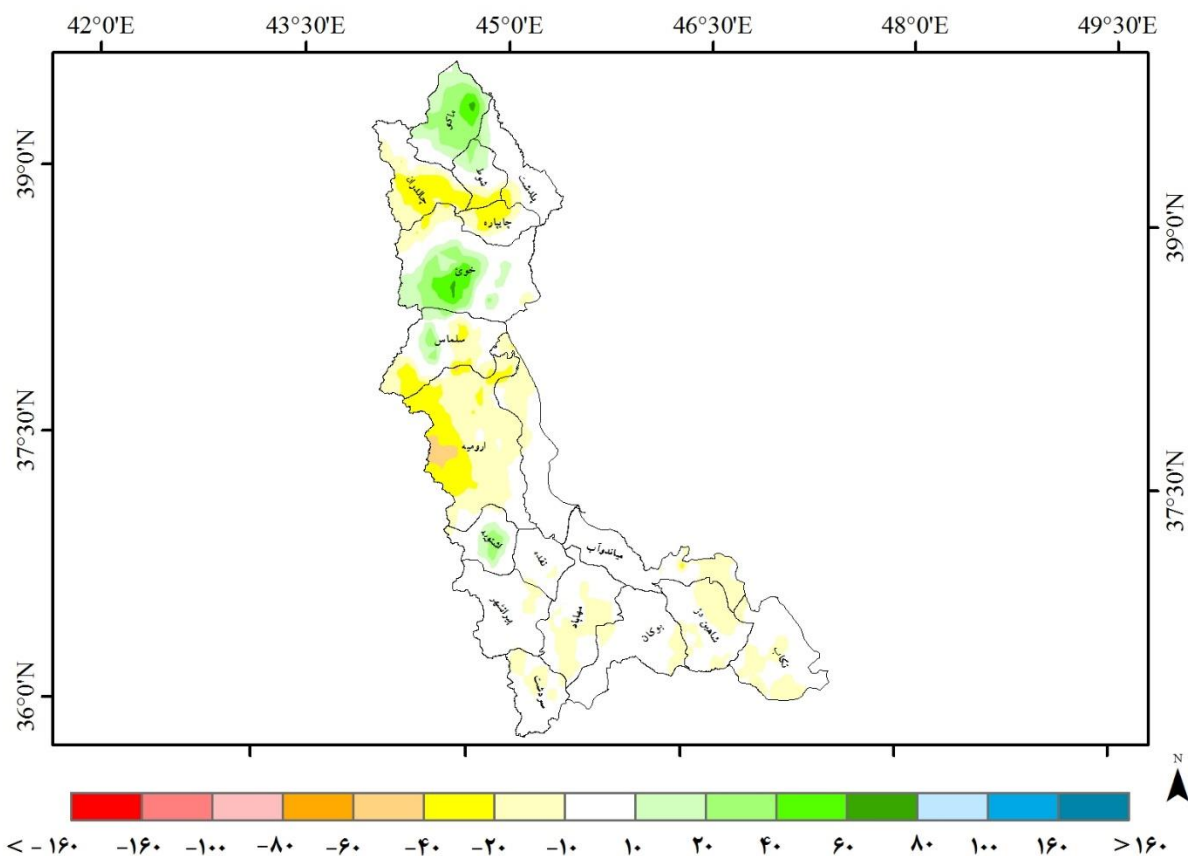 42°0'E 43°30'E 45°0'E 46°30'E 48°0'E 49°30'E
39°0'N
39°0'N
37°30'N
37°30'N
36°0'N
ماکو
چالدران
شوط
پلدشت
چایپاره
خوی
سلماس
ارومیه
اشنویه
نقده
میاندوآب
پیرانشهر
مهاباد
بوکان
شاهین دژ
تکاب
سردشت
N
< -۱۶۰ -۱۶۰ -۱۰۰ -۸۰ -۶۰ -۴۰ -۲۰ -۱۰ ۱۰ ۲۰ ۴۰ ۶۰ ۸۰ ۱۰۰ ۱۶۰ >۱۶۰